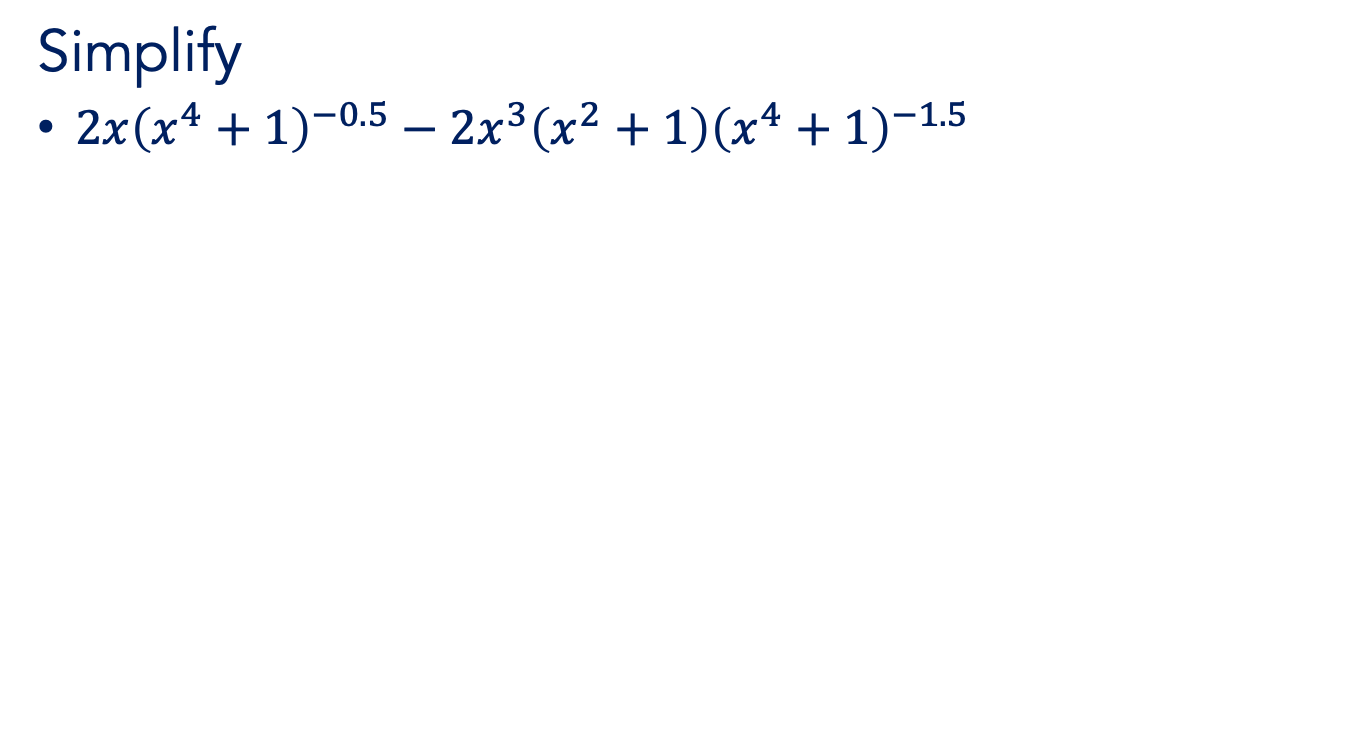 Simplify
• 2x(x⁴ + 1)⁻⁰·⁵ − 2x³(x² + 1)(x⁴ + 1)⁻¹·⁵